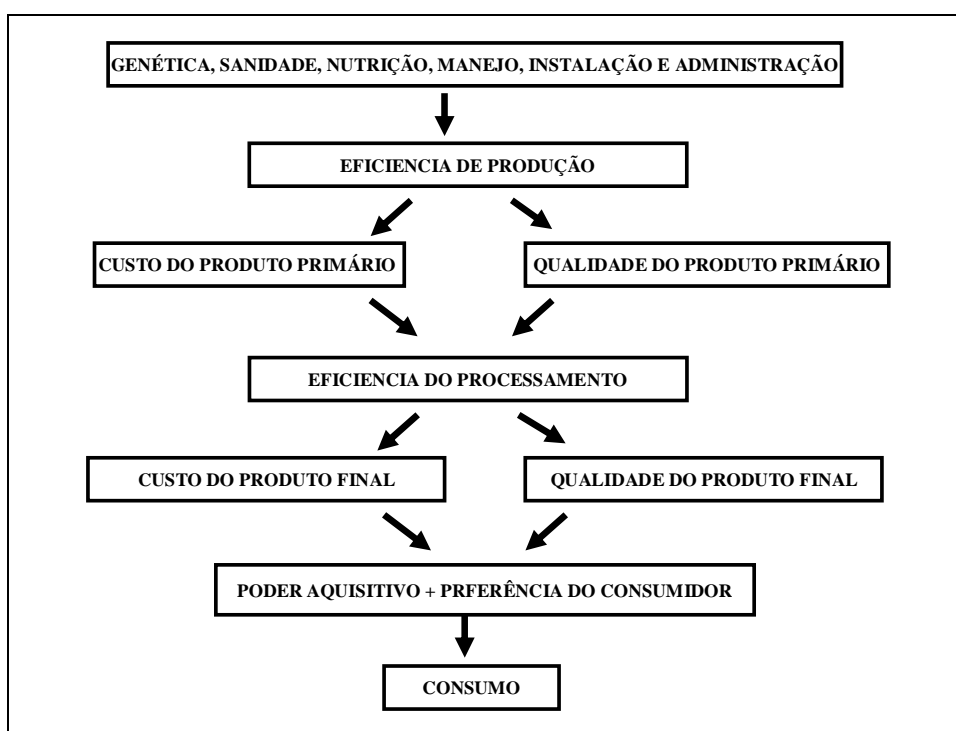 GENÉTICA, SANIDADE, NUTRIÇÃO, MANEJO, INSTALAÇÃO E ADMINISTRAÇÃO
EFICIENCIA DE PRODUÇÃO
CUSTO DO PRODUTO PRIMÁRIO
QUALIDADE DO PRODUTO PRIMÁRIO
EFICIENCIA DO PROCESSAMENTO
CUSTO DO PRODUTO FINAL
QUALIDADE DO PRODUTO FINAL
PODER AQUISITIVO + PRFERÊNCIA DO CONSUMIDOR
CONSUMO